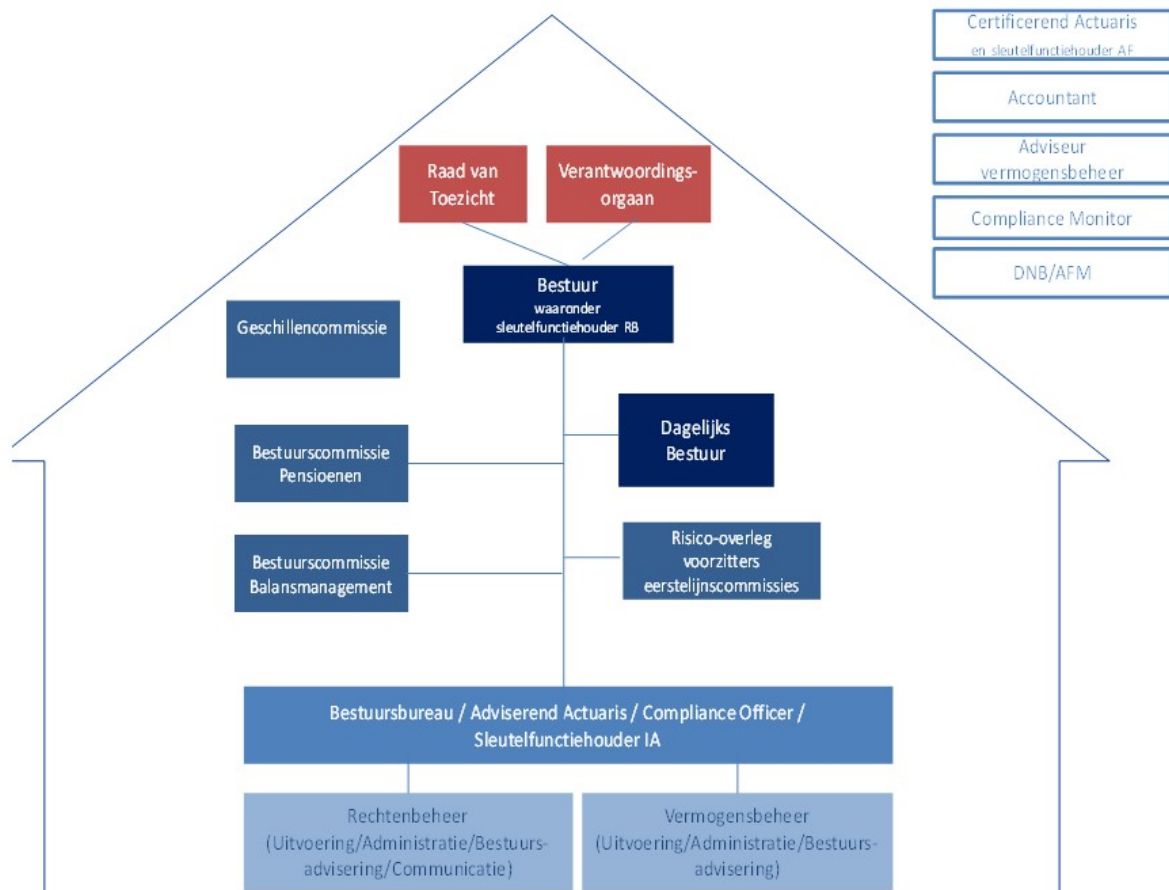 Certificerend Actuaris
en sleutelfunctiehouder AF
Accountant
Adviseur
vermogensbeheer
Compliance Monitor
DNB/AFM
Raad van
Toezicht
Verantwoordings-
orgaan
Bestuur
waaronder
sleutelfunctiehouder RB
Geschillencommissie
Dagelijks
Bestuur
Bestuurscommissie
Pensioenen
Risico-overleg
voorzitters
eerstelijnscommissies
Bestuurscommissie
Balansmanagement
Bestuursbureau / Adviserend Actuaris / Compliance Officer /
Sleutelfunctiehouder IA
Rechtenbeheer
(Uitvoering/Administratie/Bestuurs-
advisering/Communicatie)
Vermogensbeheer
(Uitvoering/Administratie/Bestuurs-
advisering)